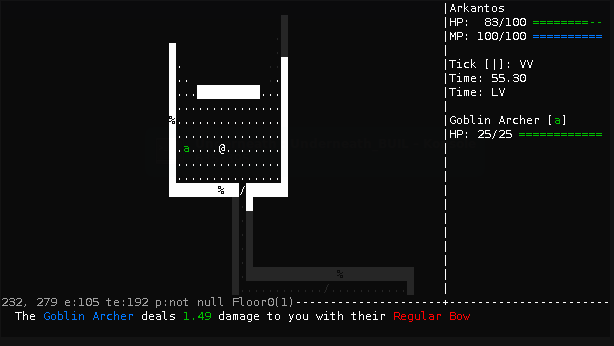 Arkantos
HP: 83/100 ========--
MP: 100/100 ==========
Tick [|]: VV
Time: 55.30
Time: LV
Goblin Archer [a]
HP: 25/25 ============
232, 279 e:105 te:192 p:not null Floor0(1)
The Goblin Archer deals 1.49 damage to you with their Regular Bow